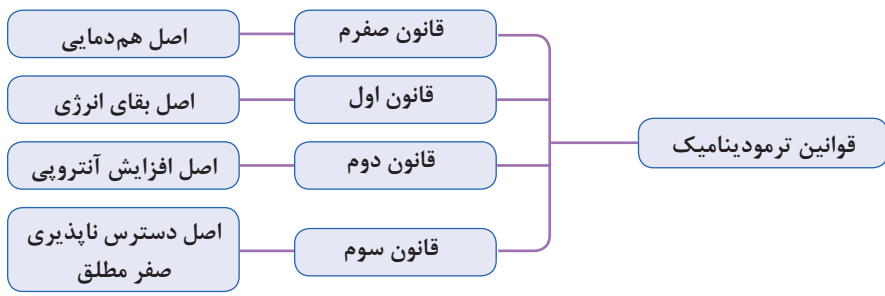 قوانین ترمودینامیک
قانون صفرم
اصل هم‌دمایی
قانون اول
اصل بقای انرژی
قانون دوم
اصل افزایش آنتروپی
قانون سوم
اصل دسترس ناپذیری
صفر مطلق